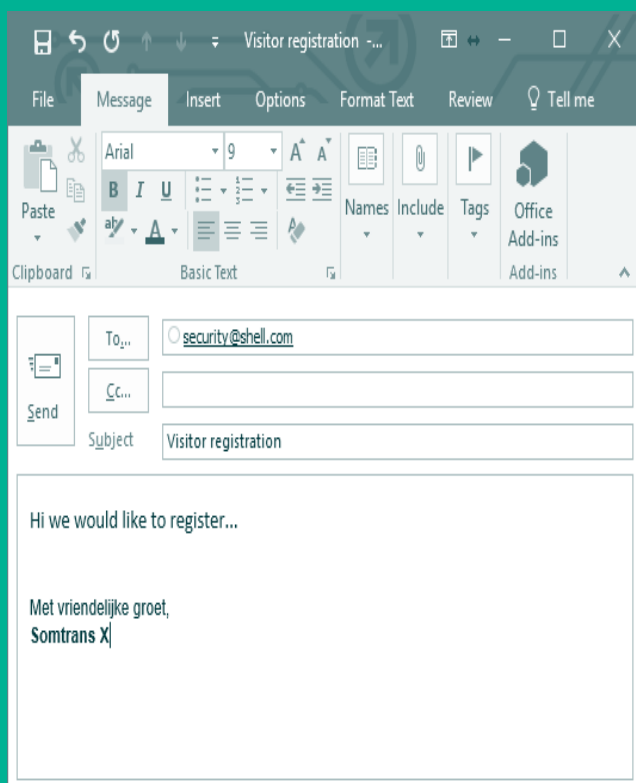 Visitor registration -...
File Message Insert Options Format Text Review Tell me
Arial 9 A A
B I U
Paste
aby A
Names Include Tags Office Add-ins
Clipboard Basic Text Add-ins
To... security@shell.com
Cc...
Send
Subject Visitor registration
Hi we would like to register...
Met vriendelijke groet,
Somtrans X